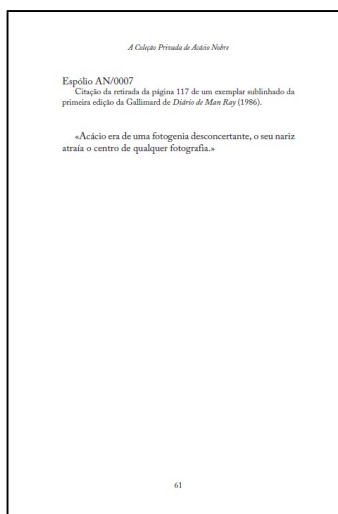 A Coleção Privada de Acácio Nobre
Espólio AN/0007
Citação da retirada da página 117 de um exemplar sublinhado da
primeira edição da Gallimard de Diário de Man Ray (1986).
«Acácio era de uma fotogenia desconcertante, o seu nariz
atraía o centro de qualquer fotografia.»
61